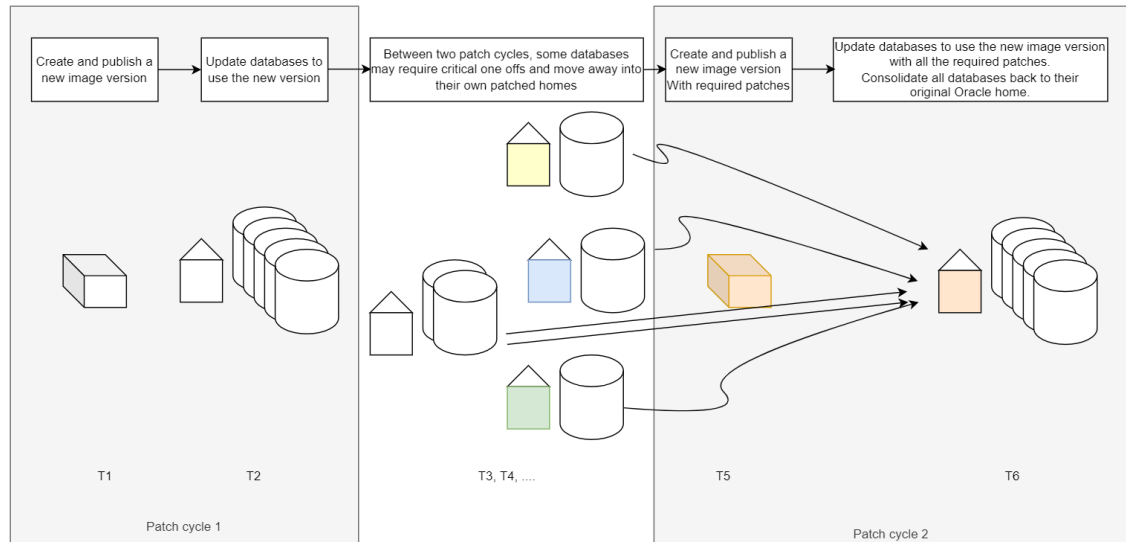 Create and publish a
new image version
Update databases to
use the new version
Between two patch cycles, some databases
may require critical one offs and move away into
their own patched homes
Create and publish a
new image version
With required patches
Update databases to use the new image version
with all the required patches.
Consolidate all databases back to their
original Oracle home.
T1
T2
T3, T4, ....
T5
T6
Patch cycle 1
Patch cycle 2